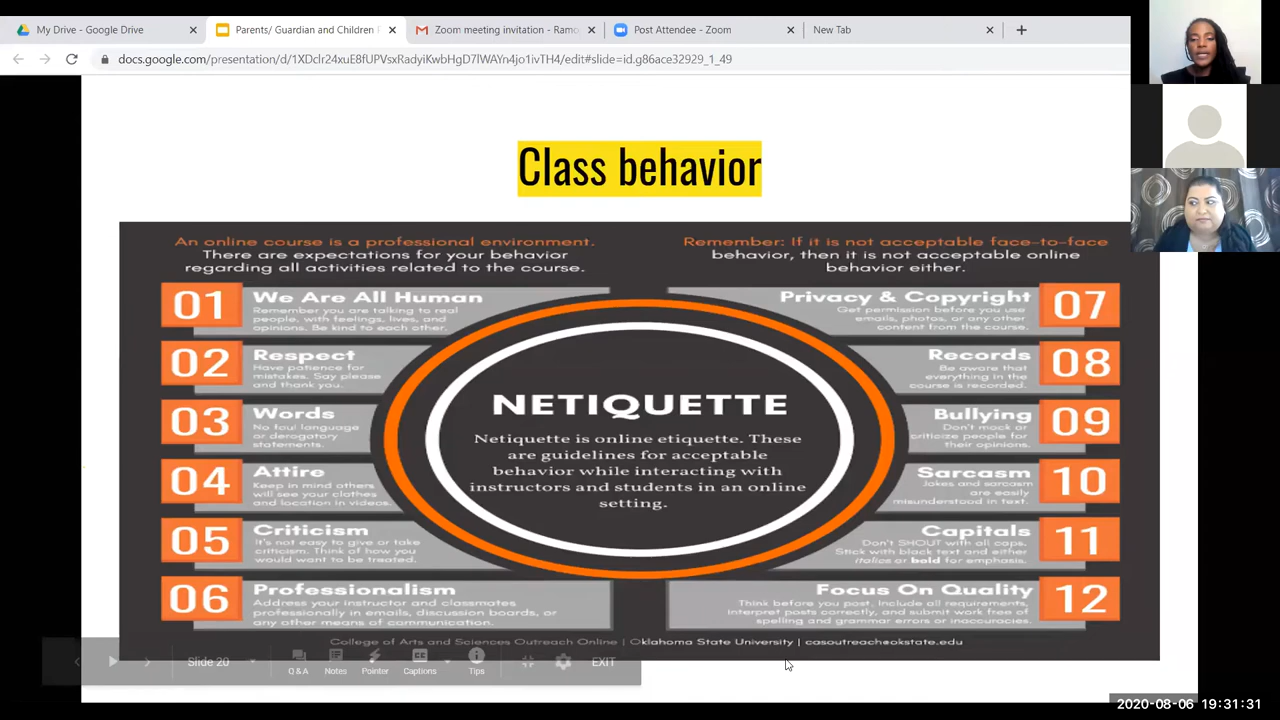 My Drive - Google Drive
Parents/ Guardian and Children
Zoom meeting invitation - Ramo
Post Attendee - Zoom
New Tab
docs.google.com/presentation/d/1XDclr24xuE8fUPVsxRadyiKwbHgD7lWAYn4jo1ivTH4/edit#slide=id.g86ace32929_1_49
Class behavior
An online course is a professional environment.
There are expectations for your behavior
regarding all activities related to the course.
Remember: If it is not acceptable face-to-face
behavior, then it is not acceptable online
behavior either.
01 We Are All Human
Remember you are talking to real
people, with feelings, lives, and
opinions. Be kind to each other.
02 Respect
Have patience for
mistakes. Say please
and thank you.
03 Words
No foul language
or derogatory
statements.
04 Attire
Keep in mind others
will see your clothes
and location in videos.
05 Criticism
It's not easy to give or take
criticism. Think of how you
would want to be treated.
06 Professionalism
Address your instructor and classmates
professionally in emails, discussion boards, or
any other means of communication.
NETIQUETTE
Netiquette is online etiquette. These
are guidelines for acceptable
behavior while interacting with
instructors and students in an online
setting.
Privacy & Copyright 07
Get permission before you use
emails, photos, or any other
content from the course.
Records 08
Be aware that
everything in the
course is recorded.
Bullying 09
Don't mock or
criticize people for
their opinions.
Sarcasm 10
Jokes and sarcasm
are easily
misunderstood in text.
Capitals 11
Don't SHOUT with all caps.
Stick with black text and either
italics or bold for emphasis.
Focus On Quality 12
Think before you post, include all requirements,
interpret posts correctly, and submit work free of
spelling and grammar errors or inaccuracies.
College of Arts and Sciences Outreach Online | Oklahoma State University | casoutreach@okstate.edu
Slide 20
Q & A
Notes
Pointer
Captions
Tips
EXIT
2020-08-06 19:31:31